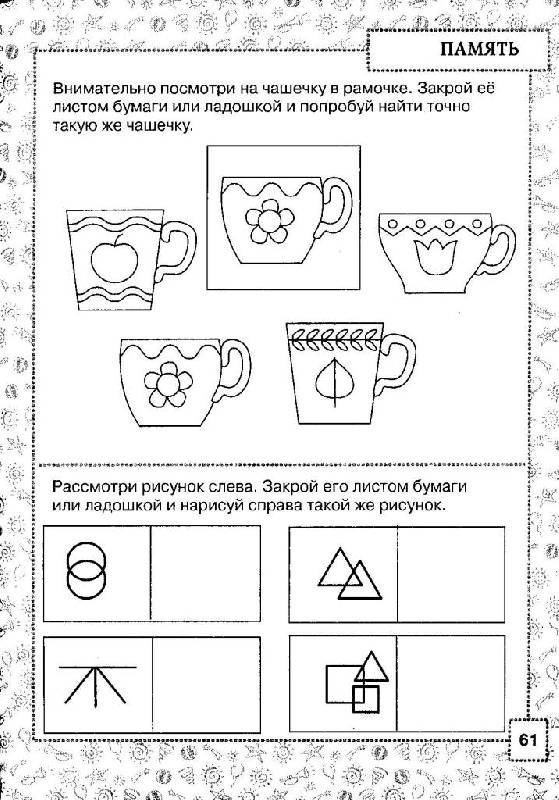 ПАМЯТЬ
Внимательно посмотри на чашечку в рамочке. Закрой её
листом бумаги или ладошкой и попробуй найти точно
такую же чашечку.
Рассмотри рисунок слева. Закрой его листом бумаги
или ладошкой и нарисуй справа такой же рисунок.
61